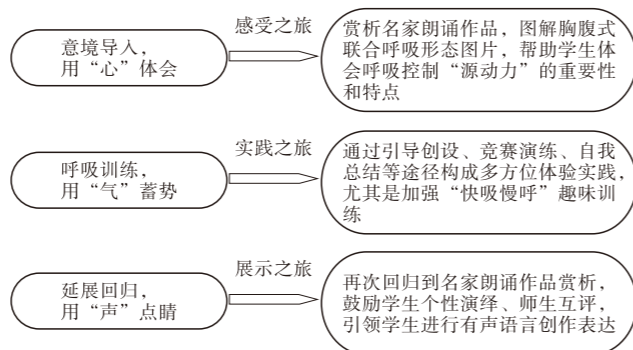 意境导入，
用“心”体会
感受之旅
赏析名家朗诵作品，图解胸腹式
联合呼吸形态图片，帮助学生体
会呼吸控制“源动力”的重要性
和特点
呼吸训练，
用“气”蓄势
实践之旅
通过引导创设、竞赛演练、自我
总结等途径构成多方位体验实践，
尤其是加强“快吸慢呼”趣味训
练
延展回归，
用“声”点睛
展示之旅
再次回归到名家朗诵作品赏析，
鼓励学生个性演绎、师生互评，
引领学生进行有声语言创作表达